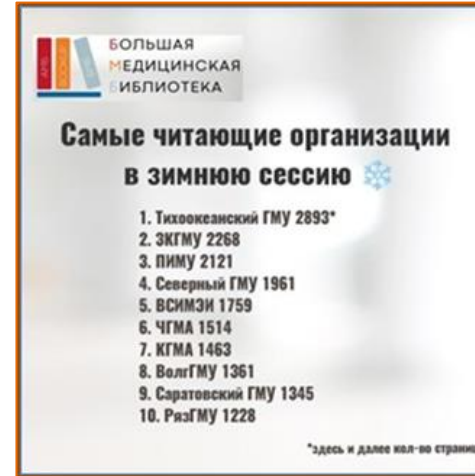 БОЛЬШАЯ
МЕДИЦИНСКАЯ
БИБЛИОТЕКА
Самые читающие организации
в зимнюю сессию
1. Тихоокеанский ГМУ 2893*
2. ЗКГМУ 2268
3. ПИМУ 2121
4. Северный ГМУ 1961
5. ВСИМЭИ 1759
6. ЧГМА 1514
7. КГМА 1463
8. ВолгГМУ 1361
9. Саратовский ГМУ 1345
10. РязГМУ 1228
*здесь и далее кол-во страниц